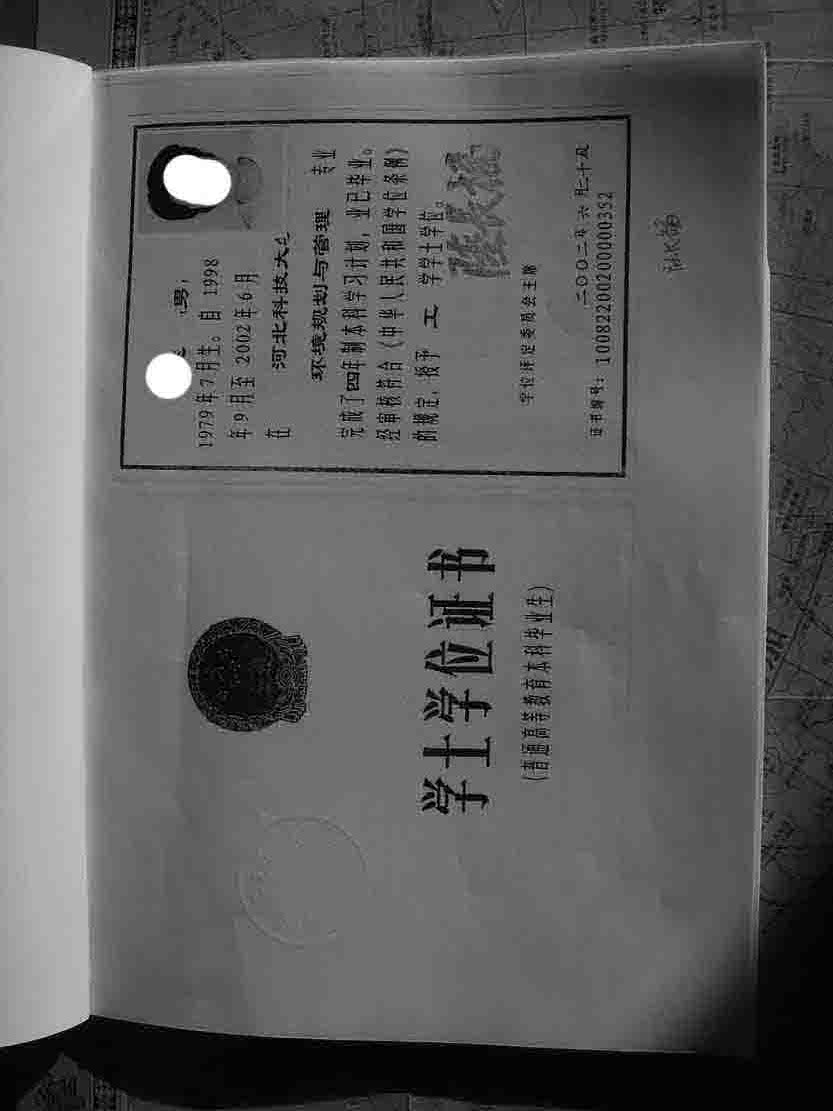 学士学位证书
(普通高等教育本科毕业生)
男,
1979年7月生。自 1998
年9月至 2002年6月
在 河北科技大
环境规划与管理 专业
完成了四年制本科学习计划,业已毕业。
经审核符合《中华人民共和国学位条例》
的规定,授予 工 学学士学位。
学位评定委员会主席
二〇〇二年六月二十五
证书编号:10082200200000352